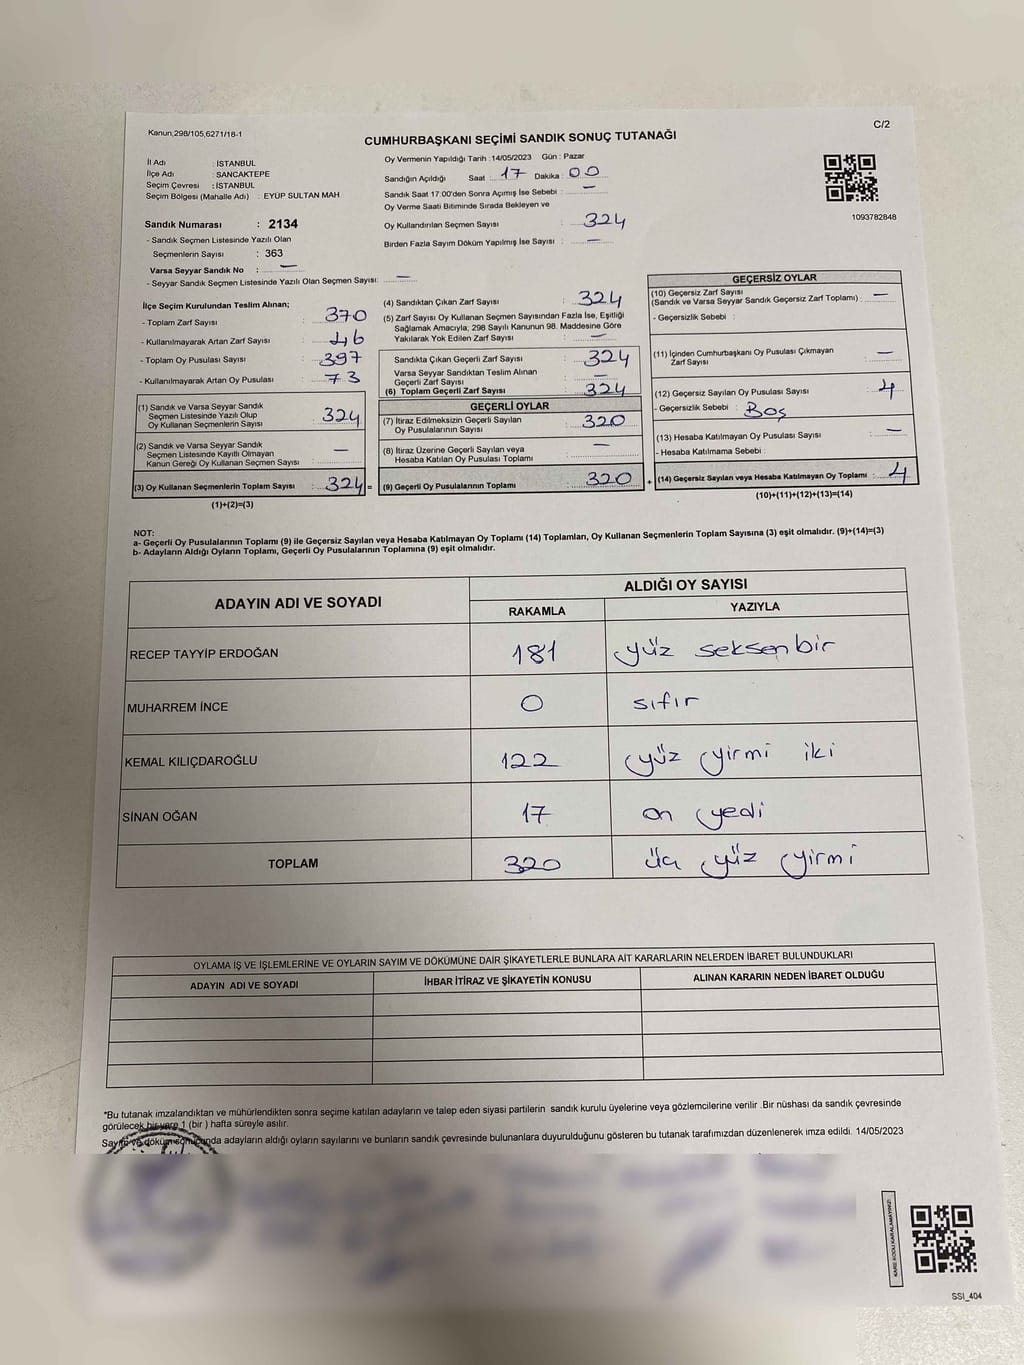 Kanun,298/105,6271/18-1
C/2
CUMHURBAŞKANI SEÇİMİ SANDIK SONUÇ TUTANAĞI
İl Adı : İSTANBUL
İlçe Adı : SANCAKTEPE
Seçim Çevresi : İSTANBUL
Seçim Bölgesi (Mahalle Adı) : EYÜP SULTAN MAH
Oy Vermenin Yapıldığı Tarih :14/05/2023 Gün : Pazar
Sandığın Açıldığı Saat : 17 Dakika : 00
Sandık Saat 17:00'den Sonra Açımış İse Sebebi : —
Oy Verme Saati Bitiminde Sırada Bekleyen ve
Oy Kullandırılan Seçmen Sayısı : 324
Birden Fazla Sayım Döküm Yapılmış İse Sayısı : —
1093782848
Sandık Numarası : 2134
- Sandık Seçmen Listesinde Yazılı Olan
Seçmenlerin Sayısı : 363
Varsa Seyyar Sandık No : —
- Seyyar Sandık Seçmen Listesinde Yazılı Olan Seçmen Sayısı: —
İlçe Seçim Kurulundan Teslim Alınan;
- Toplam Zarf Sayısı : 370
- Kullanılmayarak Artan Zarf Sayısı : 46
- Toplam Oy Pusulası Sayısı : 397
- Kullanılmayarak Artan Oy Pusulası : 73
(1) Sandık ve Varsa Seyyar Sandık
Seçmen Listesinde Yazılı Olup
Oy Kullanan Seçmenlerin Sayısı : 324
(2) Sandık ve Varsa Seyyar Sandık
Seçmen Listesinde Kayıtlı Olmayan
Kanun Gereği Oy Kullanan Seçmen Sayısı : —
(3) Oy Kullanan Seçmenlerin Toplam Sayısı : 324 =
(1)+(2)=(3)
(4) Sandıktan Çıkan Zarf Sayısı : 324
(5) Zarf Sayısı Oy Kullanan Seçmen Sayısından Fazla İse, Eşitliği
Sağlamak Amacıyla, 298 Sayılı Kanunun 98. Maddesine Göre
Yakılarak Yok Edilen Zarf Sayısı : —
Sandıkta Çıkan Geçerli Zarf Sayısı : 324
Varsa Seyyar Sandıktan Teslim Alınan
Geçerli Zarf Sayısı : —
(6) Toplam Geçerli Zarf Sayısı : 324
GEÇERLİ OYLAR
(7) İtiraz Edilmeksizin Geçerli Sayılan
Oy Pusulalarının Sayısı : 320
(8) İtiraz Üzerine Geçerli Sayılan veya
Hesaba Katılan Oy Pusulası Toplamı : —
(9) Geçerli Oy Pusulalarının Toplamı : 320 +
GEÇERSİZ OYLAR
(10) Geçersiz Zarf Sayısı
(Sandık ve Varsa Seyyar Sandık Geçersiz Zarf Toplamı) : —
- Geçersizlik Sebebi :
(11) İçinden Cumhurbaşkanı Oy Pusulası Çıkmayan
Zarf Sayısı : —
(12) Geçersiz Sayılan Oy Pusulası Sayısı : 4
- Geçersizlik Sebebi : Boş
(13) Hesaba Katılmayan Oy Pusulası Sayısı : —
- Hesaba Katılmama Sebebi :
(14) Geçersiz Sayılan veya Hesaba Katılmayan Oy Toplamı : 4
(10)+(11)+(12)+(13)=(14)
NOT:
a- Geçerli Oy Pusulalarının Toplamı (9) ile Geçersiz Sayılan veya Hesaba Katılmayan Oy Toplamı (14) Toplamları, Oy Kullanan Seçmenlerin Toplam Sayısına (3) eşit olmalıdır. (9)+(14)=(3)
b- Adayların Aldığı Oyların Toplamı, Geçerli Oy Pusulalarının Toplamına (9) eşit olmalıdır.
ADAYIN ADI VE SOYADI ALDIĞI OY SAYISI
RAKAMLA YAZIYLA
RECEP TAYYİP ERDOĞAN 181 yüz seksen bir
MUHARREM İNCE 0 sıfır
KEMAL KILIÇDAROĞLU 122 yüz yirmi iki
SİNAN OĞAN 17 on yedi
TOPLAM 320 üç yüz yirmi
OYLAMA İŞ VE İŞLEMLERİNE VE OYLARIN SAYIM VE DÖKÜMÜNE DAİR ŞİKAYETLERLE BUNLARA AİT KARARLARIN NELERDEN İBARET BULUNDUKLARI
ADAYIN ADI VE SOYADI İHBAR İTİRAZ VE ŞİKAYETİN KONUSU ALINAN KARARIN NEDEN İBARET OLDUĞU
*Bu tutanak imzalandıktan ve mühürlendikten sonra seçime katılan adayların ve talep eden siyasi partilerin sandık kurulu üyelerine veya gözlemcilerine verilir .Bir nüshası da sandık çevresinde
görülecek bir yere 1 (bir ) hafta süreyle asılır.
Sayım ve döküm sonucunda adayların aldığı oyların sayılarını ve bunların sandık çevresinde bulunanlara duyurulduğunu gösteren bu tutanak tarafımızdan düzenlenerek imza edildi. 14/05/2023
KARE KODU KARALAMAYINIZ!
SSI_404